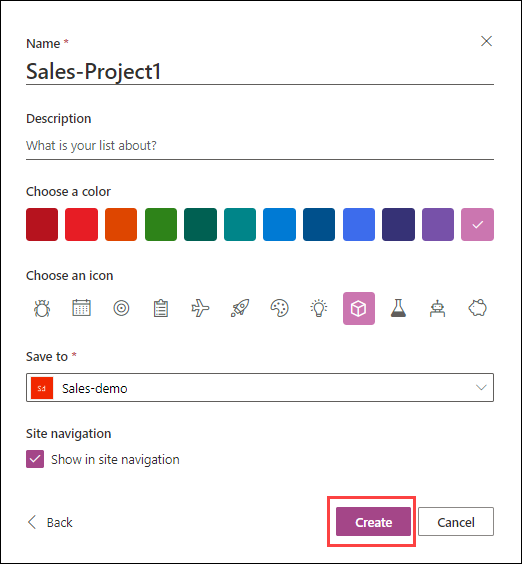 Name *
Sales-Project1
Description
What is your list about?
Choose a color
Choose an icon
Save to *
Sd Sales-demo
Site navigation
Show in site navigation
Back Create Cancel